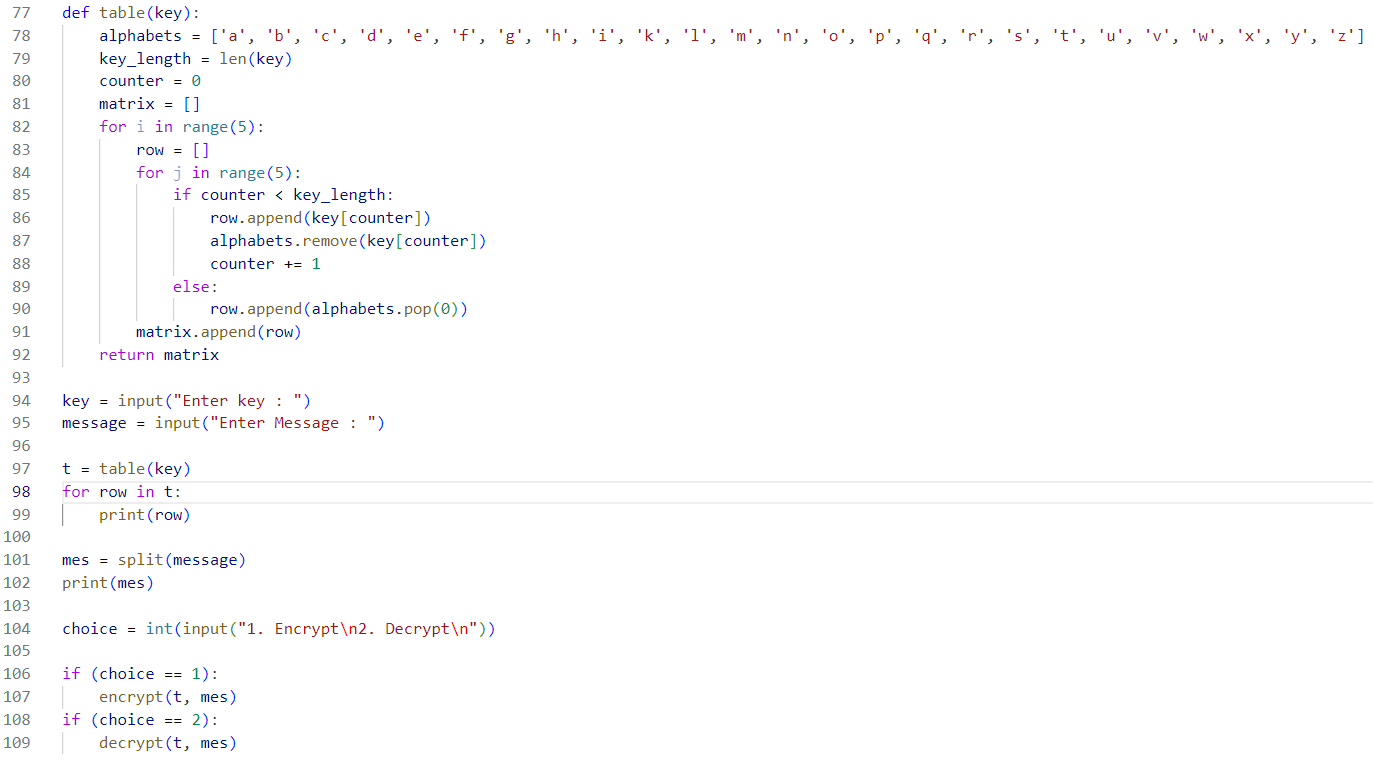 77 def table(key):
78     alphabets = ['a', 'b', 'c', 'd', 'e', 'f', 'g', 'h', 'i', 'k', 'l', 'm', 'n', 'o', 'p', 'q', 'r', 's', 't', 'u', 'v', 'w', 'x', 'y', 'z']
79     key_length = len(key)
80     counter = 0
81     matrix = []
82     for i in range(5):
83         row = []
84         for j in range(5):
85             if counter < key_length:
86                 row.append(key[counter])
87                 alphabets.remove(key[counter])
88                 counter += 1
89             else:
90                 row.append(alphabets.pop(0))
91         matrix.append(row)
92     return matrix
93
94 key = input("Enter key : ")
95 message = input("Enter Message : ")
96
97 t = table(key)
98 for row in t:
99     print(row)
100
101 mes = split(message)
102 print(mes)
103
104 choice = int(input("1. Encrypt\n2. Decrypt\n"))
105
106 if (choice == 1):
107     encrypt(t, mes)
108 if (choice == 2):
109     decrypt(t, mes)